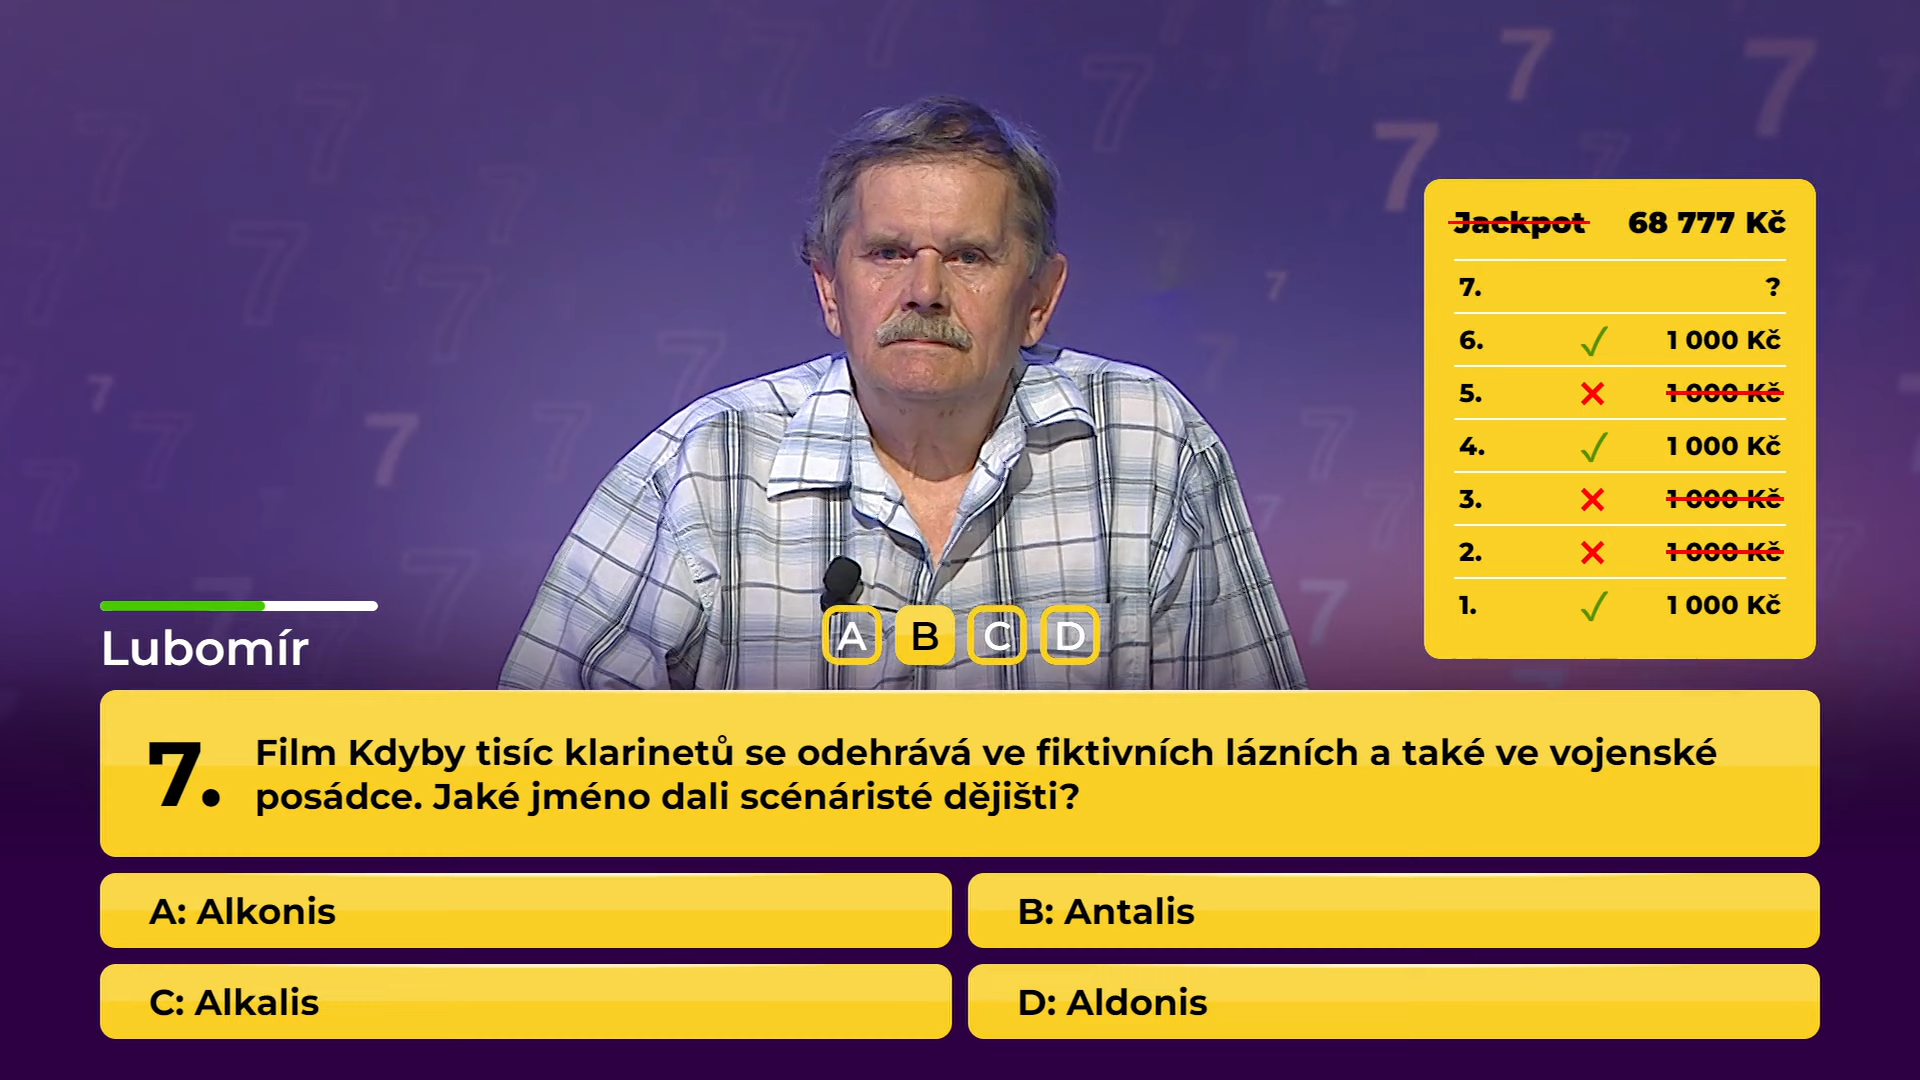 Jackpot 68 777 Kč
7. ?
6. ✓ 1 000 Kč
5. ✕ 1 000 Kč
4. ✓ 1 000 Kč
3. ✕ 1 000 Kč
2. ✕ 1 000 Kč
1. ✓ 1 000 Kč
Lubomír
A B C D
7. Film Kdyby tisíc klarinetů se odehrává ve fiktivních lázních a také ve vojenské
posádce. Jaké jméno dali scénáristé dějišti?
A: Alkonis
B: Antalis
C: Alkalis
D: Aldonis